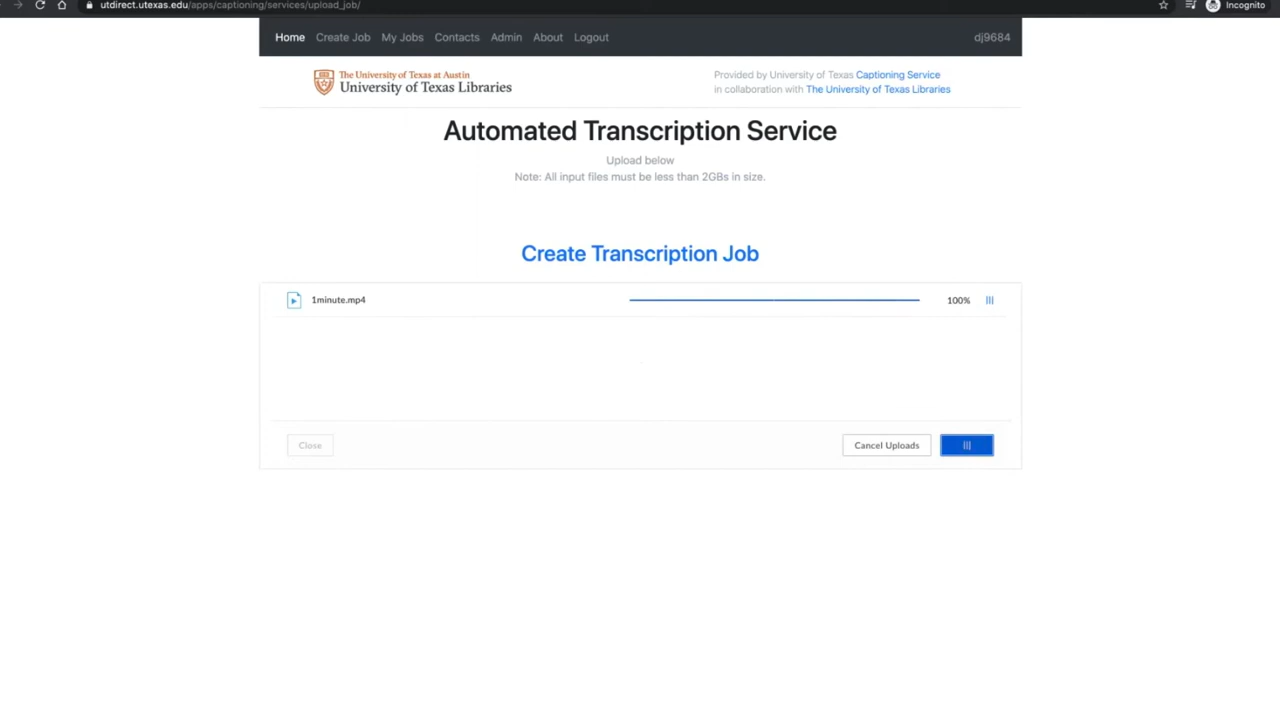 utdirect.utexas.edu/apps/captioning/services/upload_job/
Incognito
Home Create Job My Jobs Contacts Admin About Logout dj9684
The University of Texas at Austin
University of Texas Libraries
Provided by University of Texas Captioning Service
in collaboration with The University of Texas Libraries
Automated Transcription Service
Upload below
Note: All input files must be less than 2GBs in size.
Create Transcription Job
1minute.mp4 100%
Close Cancel Uploads